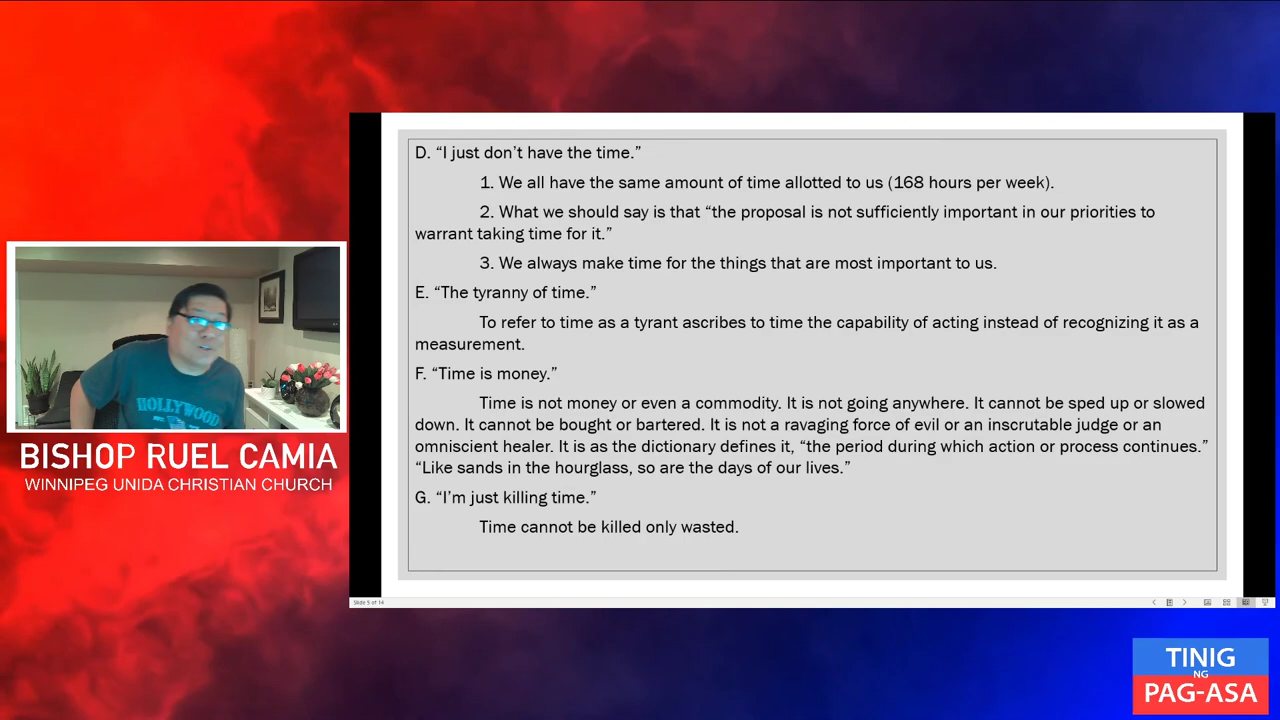 D. “I just don’t have the time.”
1. We all have the same amount of time allotted to us (168 hours per week).
2. What we should say is that “the proposal is not sufficiently important in our priorities to
warrant taking time for it.”
3. We always make time for the things that are most important to us.
E. “The tyranny of time.”
To refer to time as a tyrant ascribes to time the capability of acting instead of recognizing it as a
measurement.
F. “Time is money.”
Time is not money or even a commodity. It is not going anywhere. It cannot be sped up or slowed
down. It cannot be bought or bartered. It is not a ravaging force of evil or an inscrutable judge or an
omniscient healer. It is as the dictionary defines it, “the period during which action or process continues.”
“Like sands in the hourglass, so are the days of our lives.”
G. “I’m just killing time.”
Time cannot be killed only wasted.
Slide 5 of 14
HOLLYWOOD
BISHOP RUEL CAMIA
WINNIPEG UNIDA CHRISTIAN CHURCH
TINIG
NG
PAG-ASA